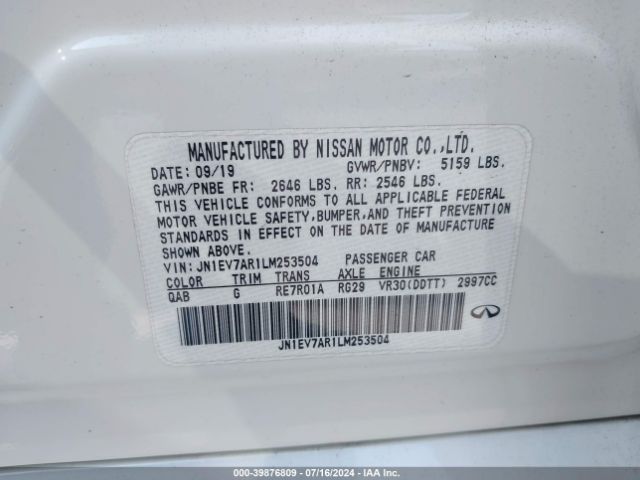 MANUFACTURED BY NISSAN MOTOR CO.,LTD.
DATE: 09/19 GVWR/PNBV: 5159 LBS.
GAWR/PNBE FR: 2646 LBS. RR: 2546 LBS.
THIS VEHICLE CONFORMS TO ALL APPLICABLE FEDERAL
MOTOR VEHICLE SAFETY,BUMPER,AND THEFT PREVENTION
STANDARDS IN EFFECT ON THE DATE OF MANUFACTURE
SHOWN ABOVE.
VIN: JN1EV7AR1LM253504 PASSENGER CAR
COLOR TRIM TRANS AXLE ENGINE
QAB G RE7R01A RG29 VR30(DDTT) 2997CC
JN1EV7AR1LM253504
000-39876809 / 07/16/2024 - IAA Inc.